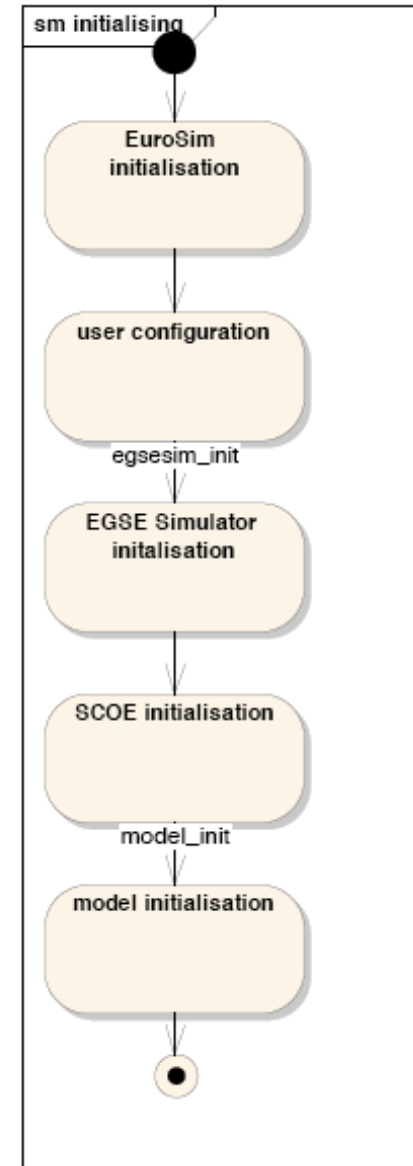 sm initialising
EuroSim
initialisation
user configuration
egsesim_init
EGSE Simulator
initalisation
SCOE initialisation
model_init
model initialisation